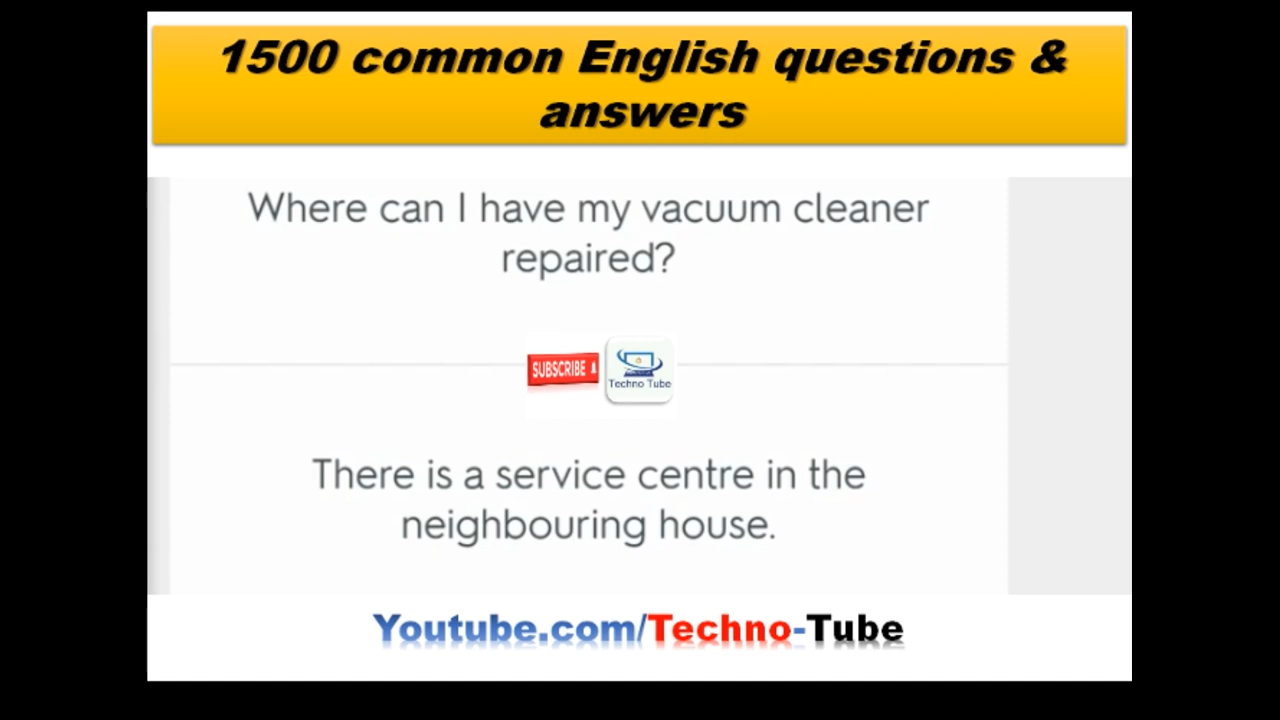 1500 common English questions &
answers
Where can I have my vacuum cleaner
repaired?
SUBSCRIBE
Techno Tube
There is a service centre in the
neighbouring house.
Youtube.com/Techno-Tube